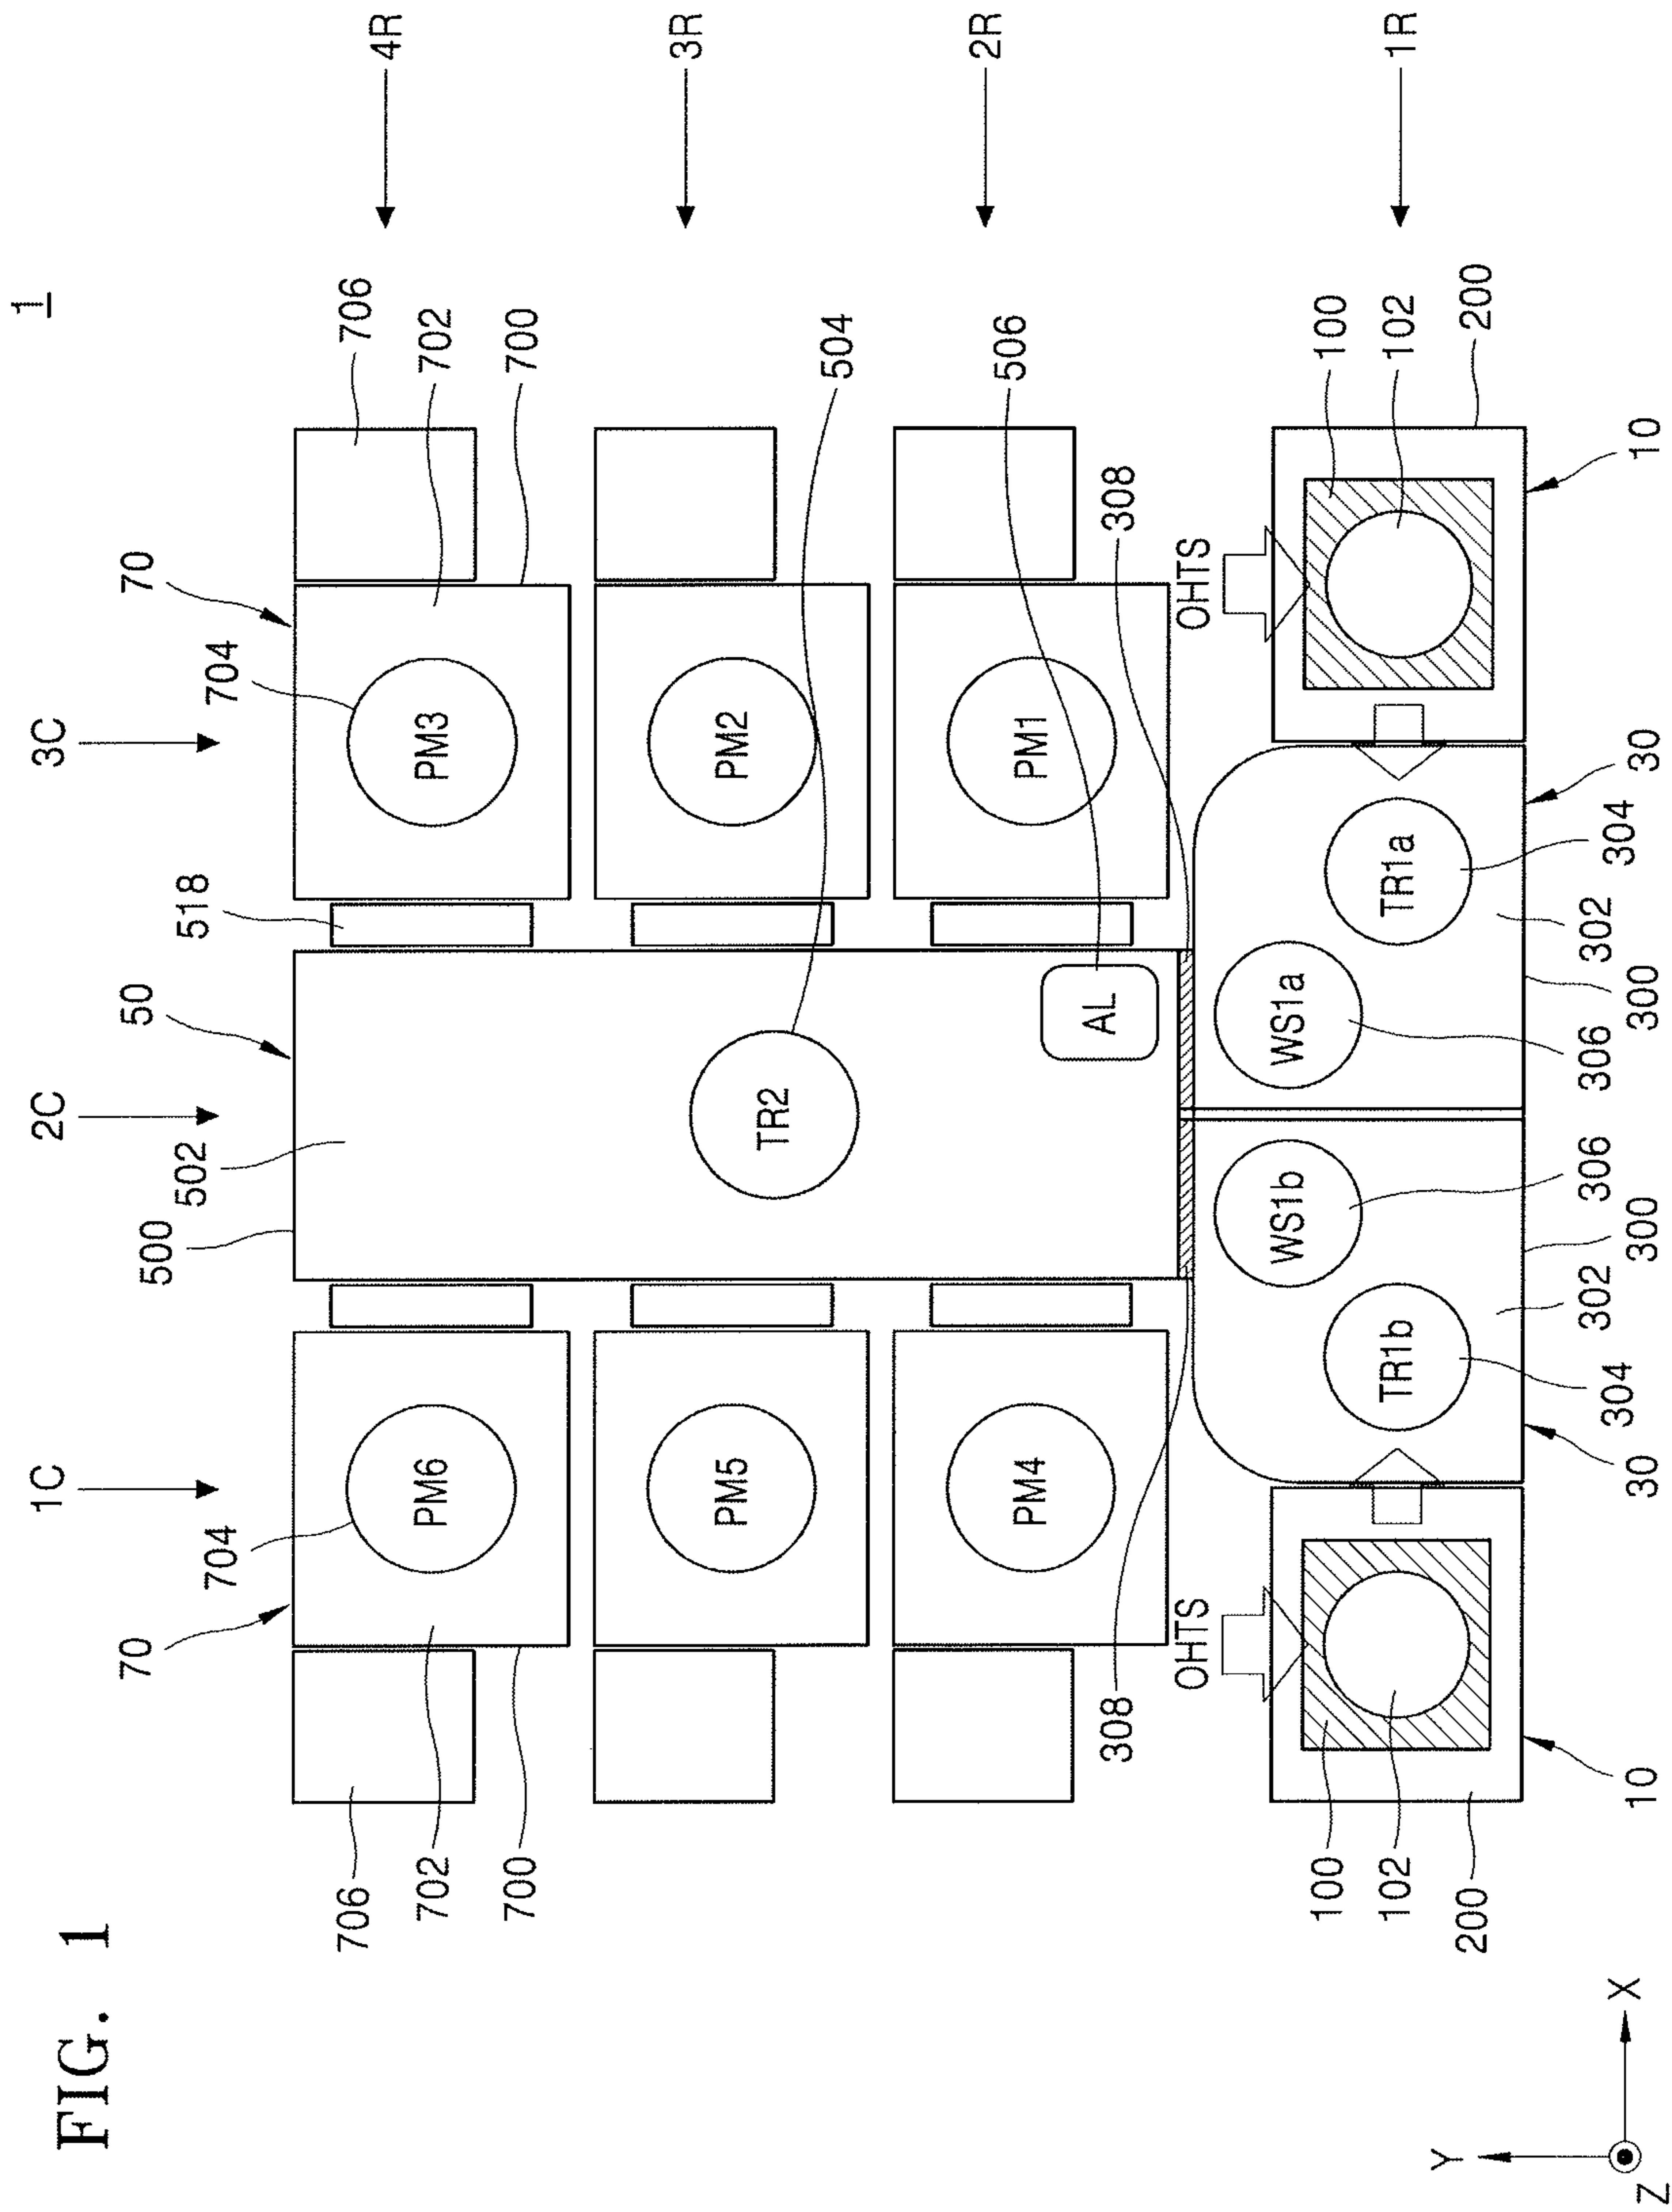 FIG. 1
1
1C 2C 3C
70 50 70
500
502 518
704 704
706 706
4R
702 PM6 PM3 702
700 700
3R
PM5 PM2
TR2
504
2R
506
PM4 PM1
AL
308 308
OHTS OHTS
WS1b WS1a
100 100
102 TR1b TR1a 102 1R
Y
200 200
302 306 306 302
304 304
X
10 30 300 300 30 10
Z